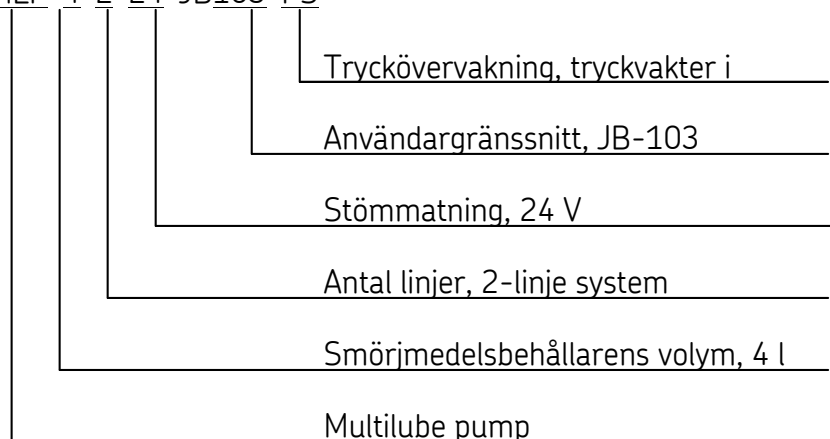 Tryckövervakning, tryckvakter i
Användargränssnitt, JB-103
Stömmatning, 24 V
Antal linjer, 2-linje system
Smörjmedelsbehållarens volym, 4 l
Multilube pump